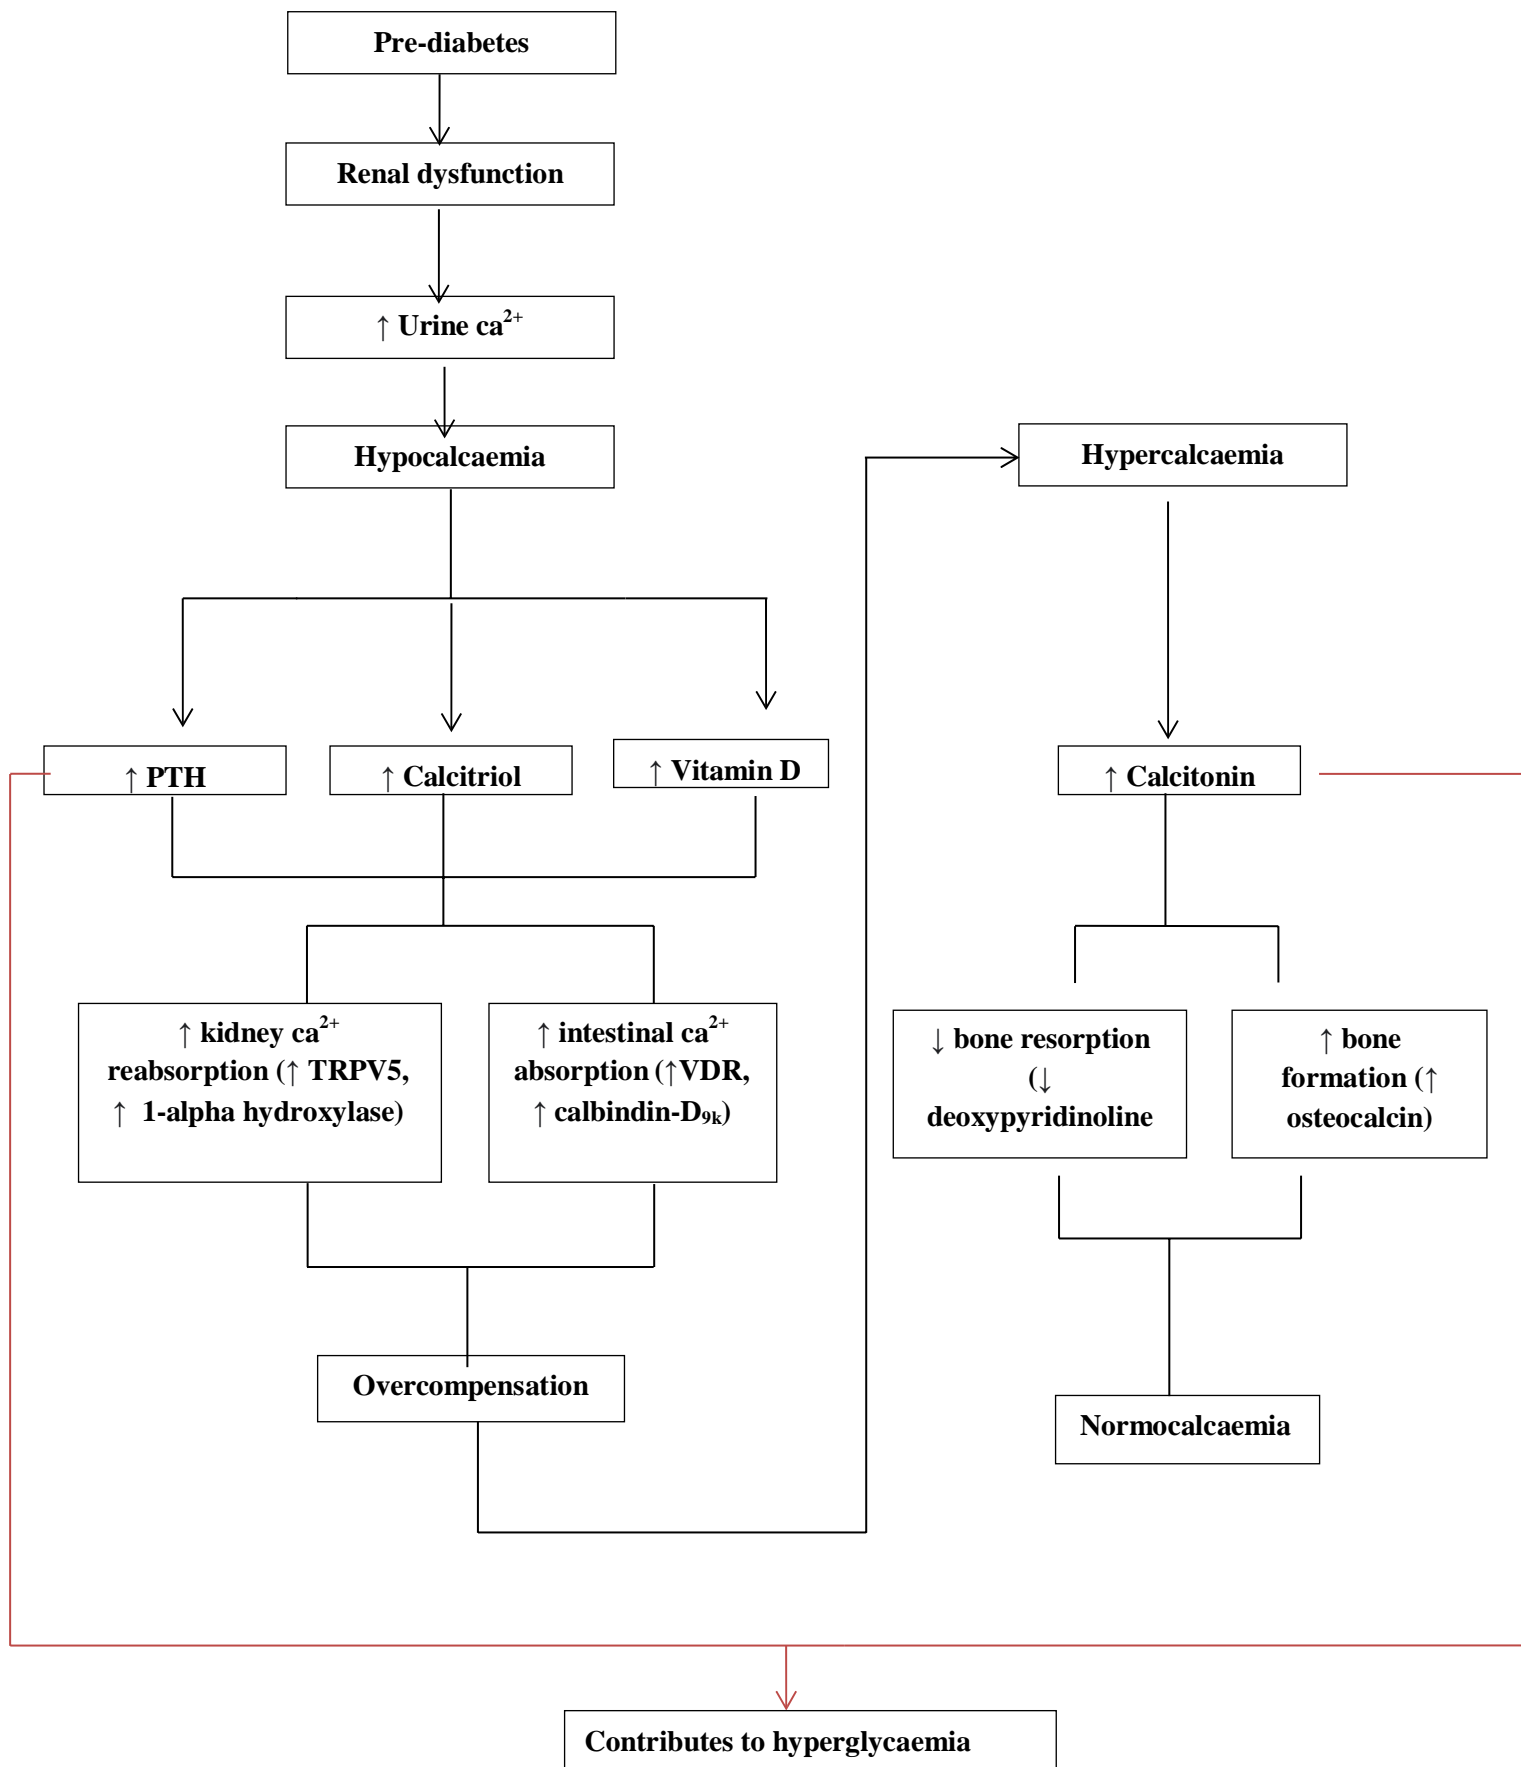 Pre-diabetes
Renal dysfunction
↑ Urine ca²⁺
Hypocalcaemia
Hypercalcaemia
↑ PTH
↑ Calcitriol
↑ Vitamin D
↑ Calcitonin
↑ kidney ca²⁺
reabsorption (↑ TRPV5,
↑ 1-alpha hydroxylase)
↑ intestinal ca²⁺
absorption (↑VDR,
↑ calbindin-D₉ₖ)
↓ bone resorption
(↓
deoxypyridinoline
↑ bone
formation (↑
osteocalcin)
Overcompensation
Normocalcaemia
Contributes to hyperglycaemia